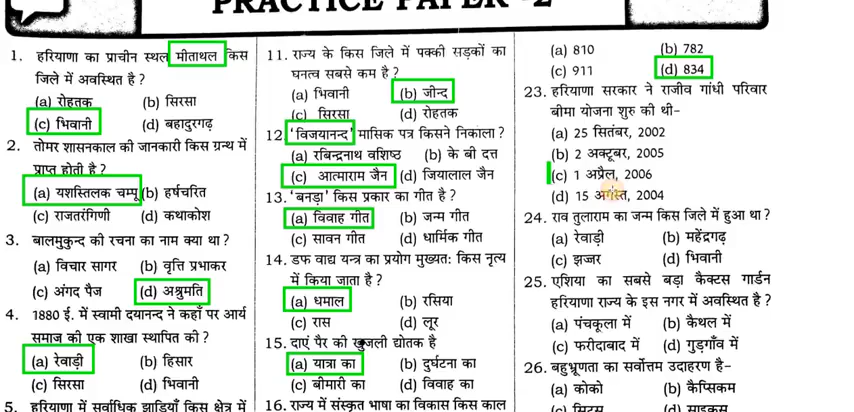 PRACTICE PAPER -2
1. हरियाणा का प्राचीन स्थल मीताथल किस
जिले में अवस्थित है ?
(a) रोहतक (b) सिरसा
(c) भिवानी (d) बहादुरगढ़
2. तोमर शासनकाल की जानकारी किस ग्रन्थ में
प्राप्त होती है ?
(a) यशस्तिलक चम्पू (b) हर्षचरित
(c) राजतरंगिणी (d) कथाकोश
3. बालमुकुन्द की रचना का नाम क्या था ?
(a) विचार सागर (b) वृत्ति प्रभाकर
(c) अंगद पैज (d) अश्रुमति
4. 1880 ई. में स्वामी दयानन्द ने कहाँ पर आर्य
समाज की एक शाखा स्थापित की ?
(a) रेवाड़ी (b) हिसार
(c) सिरसा (d) भिवानी
5. हरियाणा में सर्वाधिक झाड़ियाँ किस क्षेत्र में
11. राज्य के किस जिले में पक्की सड़कों का
घनत्व सबसे कम है ?
(a) भिवानी (b) जीन्द
(c) सिरसा (d) रोहतक
12. 'विजयानन्द' मासिक पत्र किसने निकाला ?
(a) रबिन्द्रनाथ वशिष्ठ (b) के बी दत्त
(c) आत्माराम जैन (d) जियालाल जैन
13. 'बनड़ा' किस प्रकार का गीत है ?
(a) विवाह गीत (b) जन्म गीत
(c) सावन गीत (d) धार्मिक गीत
14. डफ वाद्य यन्त्र का प्रयोग मुख्यतः किस नृत्य
में किया जाता है ?
(a) धमाल (b) रसिया
(c) रास (d) लूर
15. दाएं पैर की खुजली द्योतक है
(a) यात्रा का (b) दुर्घटना का
(c) बीमारी का (d) विवाह का
16. राज्य में संस्कृत भाषा का विकास किस काल
(a) 810 (b) 782
(c) 911 (d) 834
23. हरियाणा सरकार ने राजीव गांधी परिवार
बीमा योजना शुरु की थी-
(a) 25 सितंबर, 2002
(b) 2 अक्टूबर, 2005
(c) 1 अप्रैल, 2006
(d) 15 अगस्त, 2004
24. राव तुलाराम का जन्म किस जिले में हुआ था ?
(a) रेवाड़ी (b) महेंद्रगढ़
(c) झज्जर (d) भिवानी
25. एशिया का सबसे बड़ा कैक्टस गार्डन
हरियाणा राज्य के इस नगर में अवस्थित है ?
(a) पंचकूला में (b) कैथल में
(c) फरीदाबाद में (d) गुड़गाँव में
26. बहुभ्रूणता का सर्वोत्तम उदाहरण है-
(a) कोको (b) कैप्सिकम
(c) सिट्रस (d) साइकस